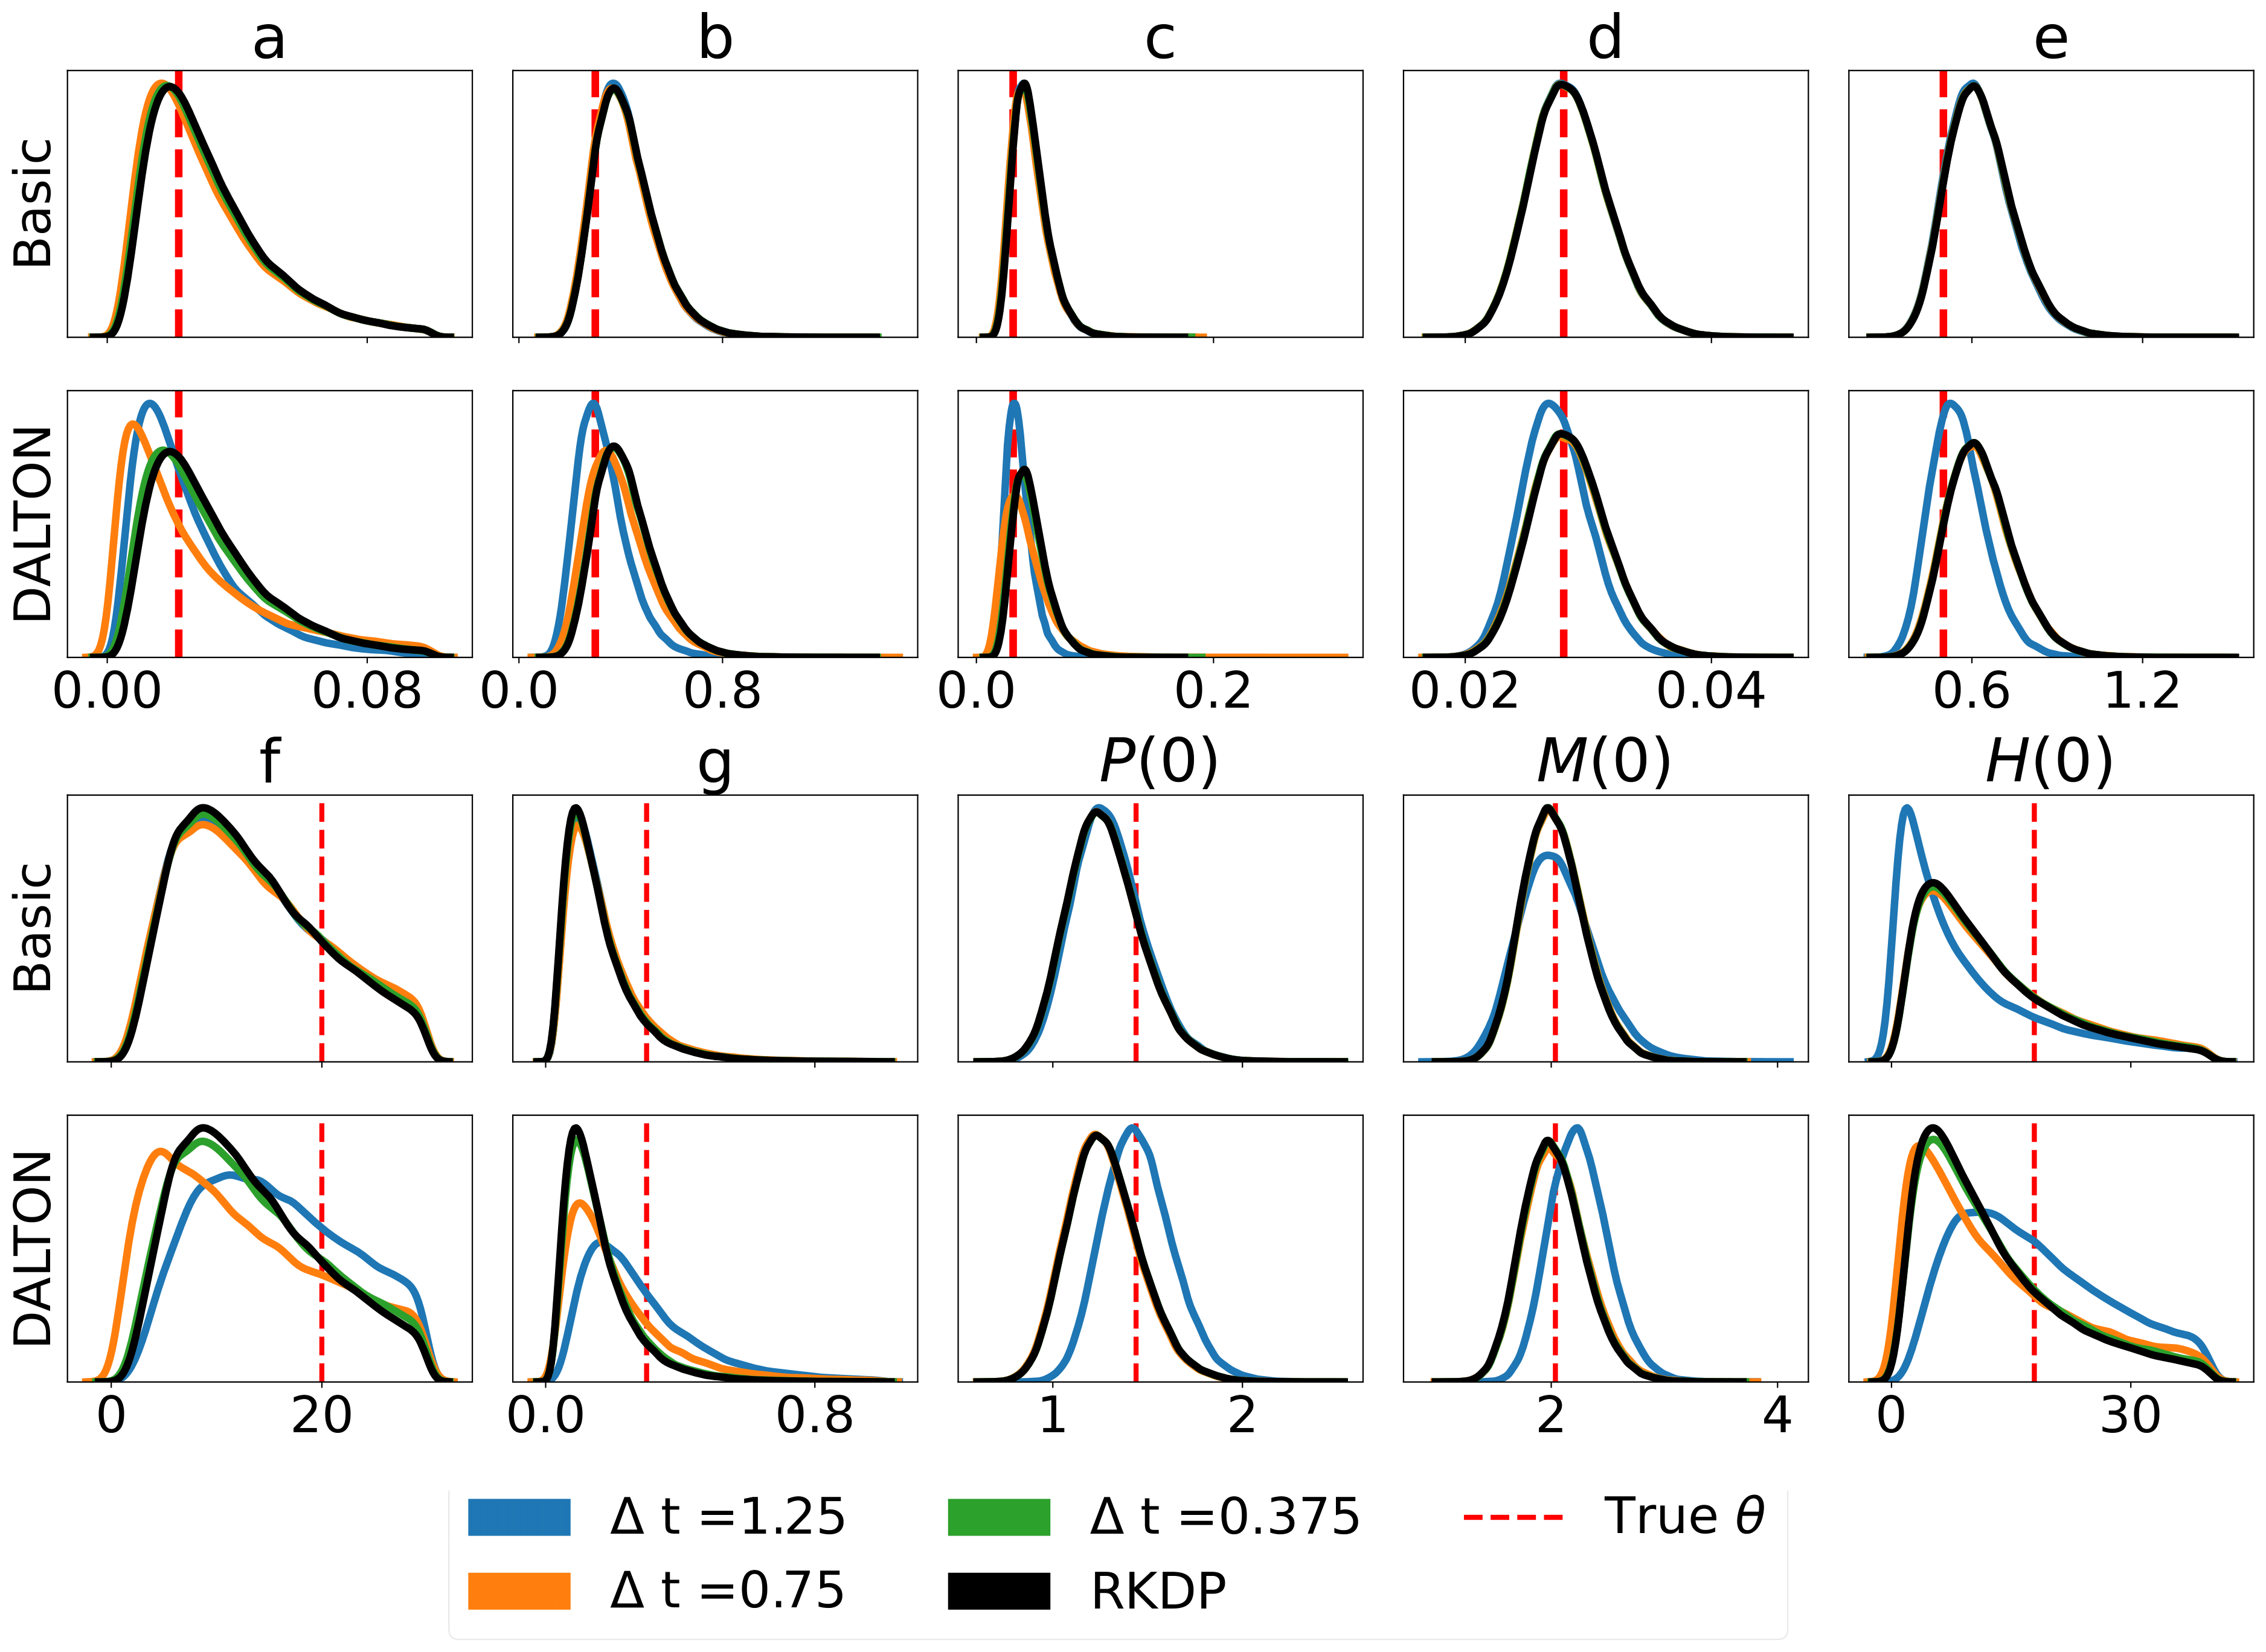 a b c d e
Basic
DALTON
0.00 0.08 0.0 0.8 0.0 0.2 0.02 0.04 0.6 1.2
f g P(0) M(0) H(0)
Basic
DALTON
0 20 0.0 0.8 1 2 2 4 0 30
Δ t =1.25 Δ t =0.375 True θ
Δ t =0.75 RKDP